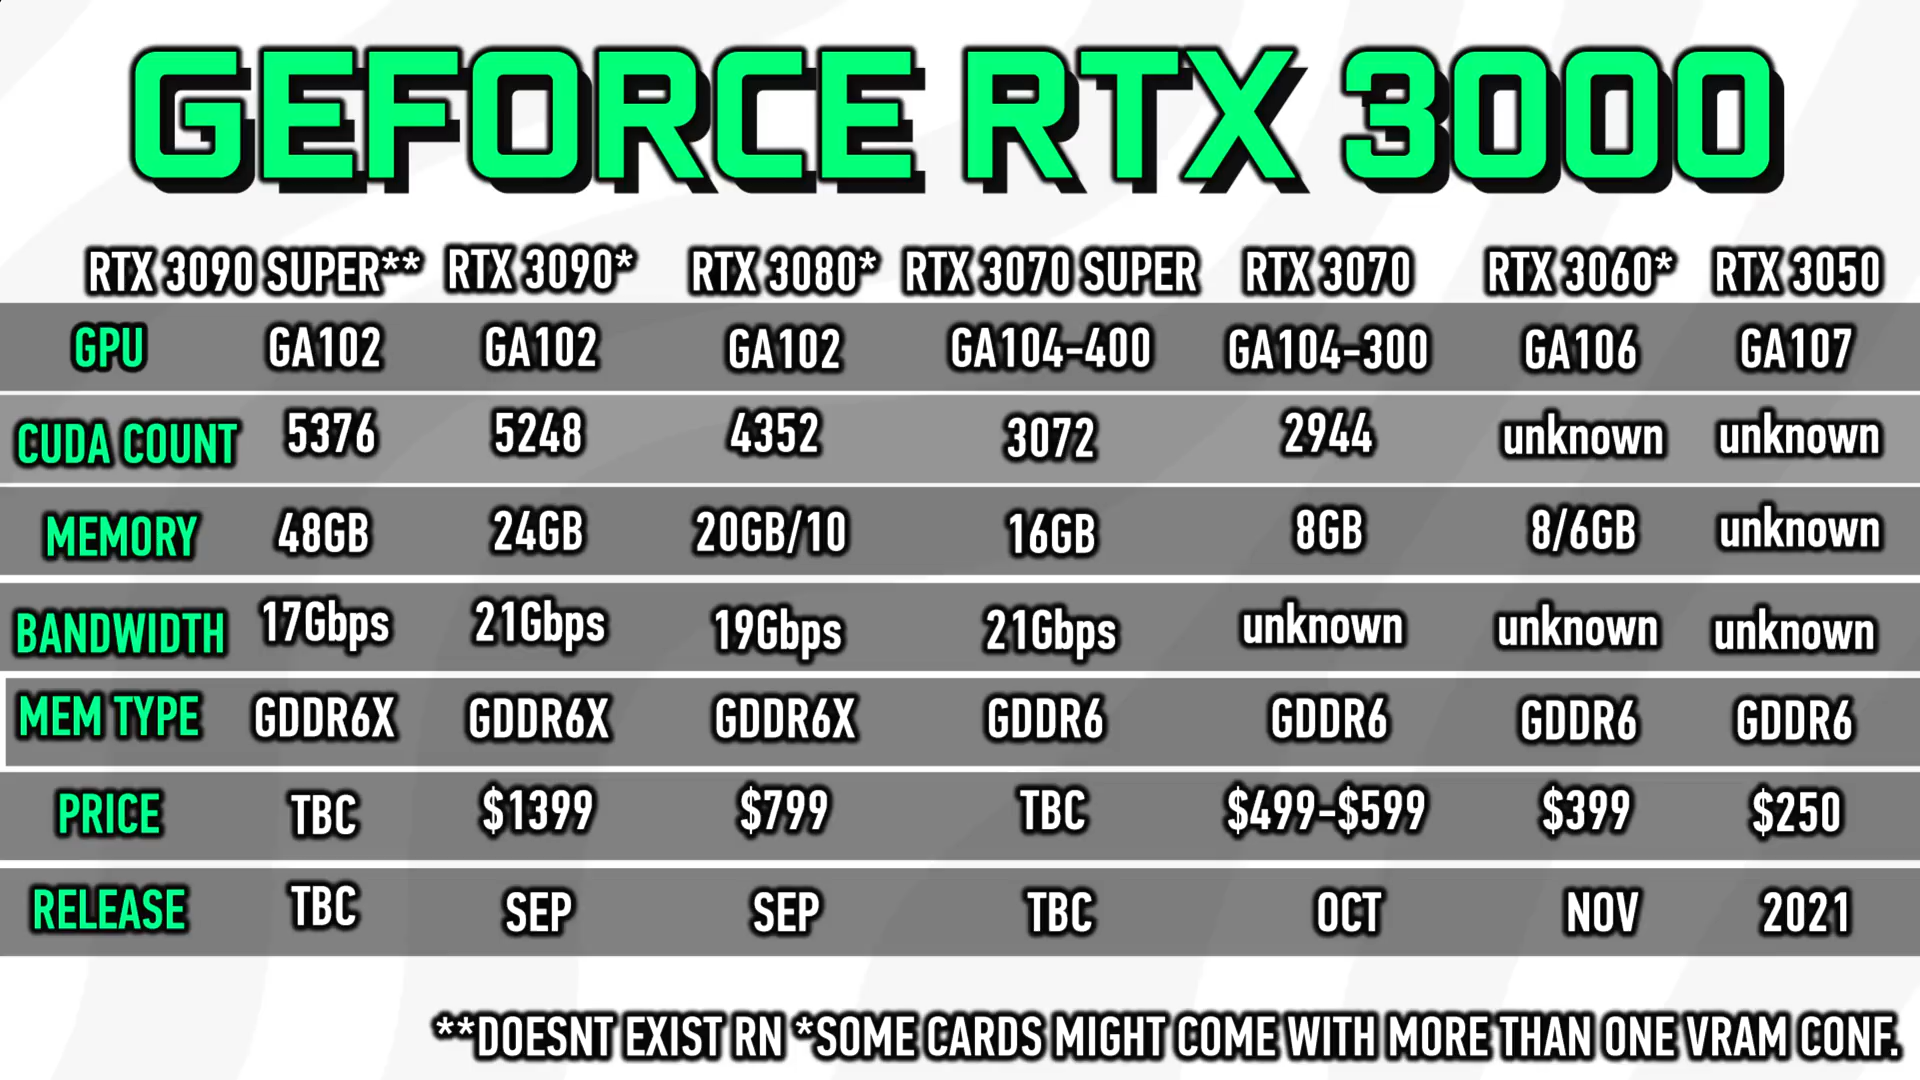 GEFORCE RTX 3000
RTX 3090 SUPER** RTX 3090* RTX 3080* RTX 3070 SUPER RTX 3070 RTX 3060* RTX 3050
GPU GA102 GA102 GA102 GA104-400 GA104-300 GA106 GA107
CUDA COUNT 5376 5248 4352 3072 2944 unknown unknown
MEMORY 48GB 24GB 20GB/10 16GB 8GB 8/6GB unknown
BANDWIDTH 17Gbps 21Gbps 19Gbps 21Gbps unknown unknown unknown
MEM TYPE GDDR6X GDDR6X GDDR6X GDDR6 GDDR6 GDDR6 GDDR6
PRICE TBC $1399 $799 TBC $499-$599 $399 $250
RELEASE TBC SEP SEP TBC OCT NOV 2021
**DOESNT EXIST RN *SOME CARDS MIGHT COME WITH MORE THAN ONE VRAM CONF.